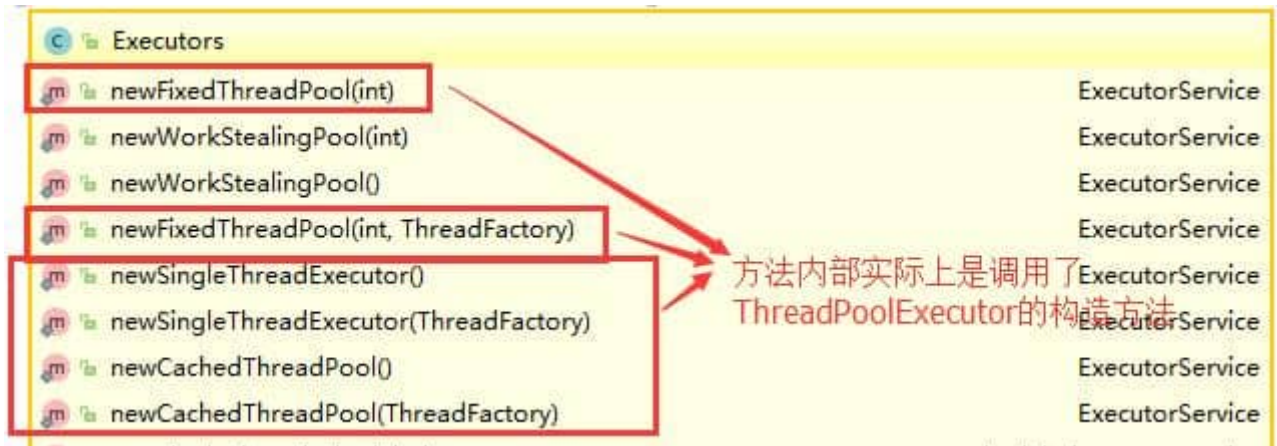 C Executors
m newFixedThreadPool(int) ExecutorService
m newWorkStealingPool(int) ExecutorService
m newWorkStealingPool() ExecutorService
m newFixedThreadPool(int, ThreadFactory) ExecutorService
m newSingleThreadExecutor() ExecutorService
m newSingleThreadExecutor(ThreadFactory) ExecutorService
m newCachedThreadPool() ExecutorService
m newCachedThreadPool(ThreadFactory) ExecutorService
方法内部实际上是调用了
ThreadPoolExecutor的构造方法